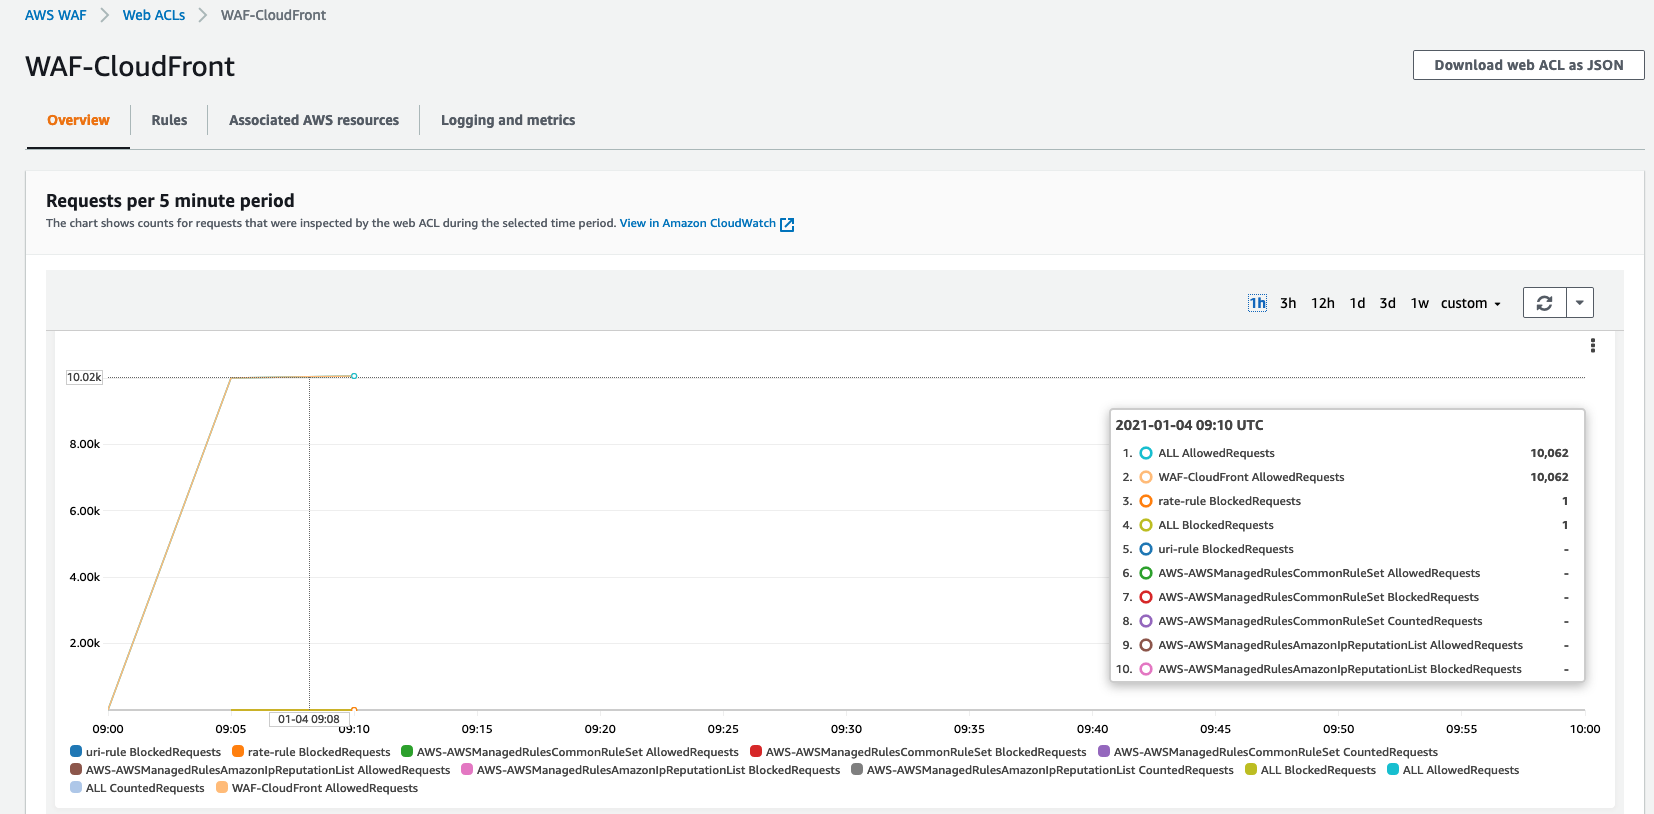 AWS WAF > Web ACLs > WAF-CloudFront
WAF-CloudFront
Download web ACL as JSON
Overview
Rules
Associated AWS resources
Logging and metrics
Requests per 5 minute period
The chart shows counts for requests that were inspected by the web ACL during the selected time period. View in Amazon CloudWatch
1h 3h 12h 1d 3d 1w custom
10.02k
8.00k
6.00k
4.00k
2.00k
2021-01-04 09:10 UTC
1. ALL AllowedRequests 10,062
2. WAF-CloudFront AllowedRequests 10,062
3. rate-rule BlockedRequests 1
4. ALL BlockedRequests 1
5. uri-rule BlockedRequests -
6. AWS-AWSManagedRulesCommonRuleSet AllowedRequests -
7. AWS-AWSManagedRulesCommonRuleSet BlockedRequests -
8. AWS-AWSManagedRulesCommonRuleSet CountedRequests -
9. AWS-AWSManagedRulesAmazonIpReputationList AllowedRequests -
10. AWS-AWSManagedRulesAmazonIpReputationList BlockedRequests -
01-04 09:08
09:00 09:05 09:10 09:15 09:20 09:25 09:30 09:35 09:40 09:45 09:50 09:55 10:00
uri-rule BlockedRequests rate-rule BlockedRequests AWS-AWSManagedRulesCommonRuleSet AllowedRequests AWS-AWSManagedRulesCommonRuleSet BlockedRequests AWS-AWSManagedRulesCommonRuleSet CountedRequests
AWS-AWSManagedRulesAmazonIpReputationList AllowedRequests AWS-AWSManagedRulesAmazonIpReputationList BlockedRequests AWS-AWSManagedRulesAmazonIpReputationList CountedRequests ALL BlockedRequests ALL AllowedRequests
ALL CountedRequests WAF-CloudFront AllowedRequests